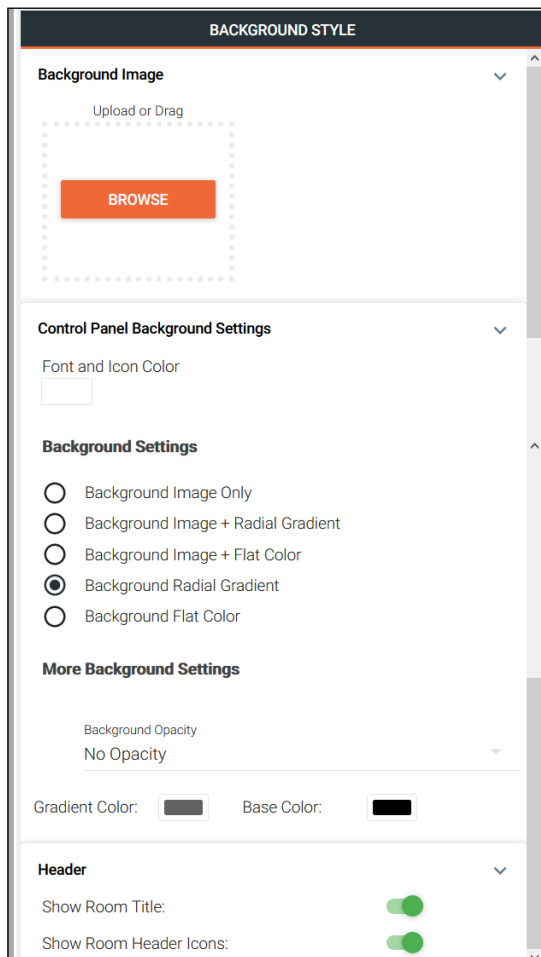 BACKGROUND STYLE
Background Image
Upload or Drag
BROWSE
Control Panel Background Settings
Font and Icon Color
Background Settings
Background Image Only
Background Image + Radial Gradient
Background Image + Flat Color
Background Radial Gradient
Background Flat Color
More Background Settings
Background Opacity
No Opacity
Gradient Color: Base Color:
Header
Show Room Title:
Show Room Header Icons: